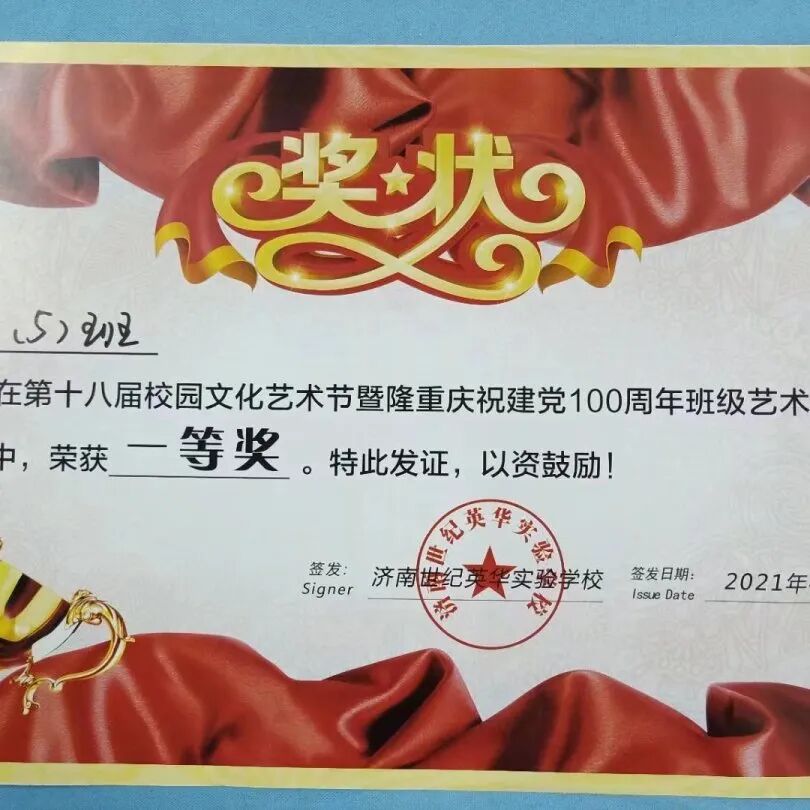 奖状
(5)班
在第十八届校园文化艺术节暨隆重庆祝建党100周年班级艺术
中，荣获 一等奖 。特此发证，以资鼓励！
签发： 济南世纪英华实验学校 签发日期： 2021年
Signer Issue Date
济南世纪英华实验学校